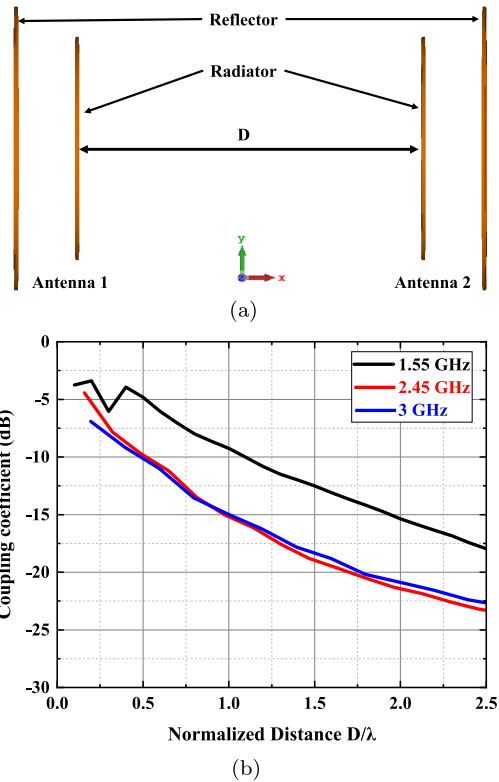 Reflector
Radiator
D
y
z
x
Antenna 1
Antenna 2
(a)
0
-5
-10
-15
-20
-25
-30
Coupling coefficient (dB)
1.55 GHz
2.45 GHz
3 GHz
0.0 0.5 1.0 1.5 2.0 2.5
Normalized Distance D/λ
(b)